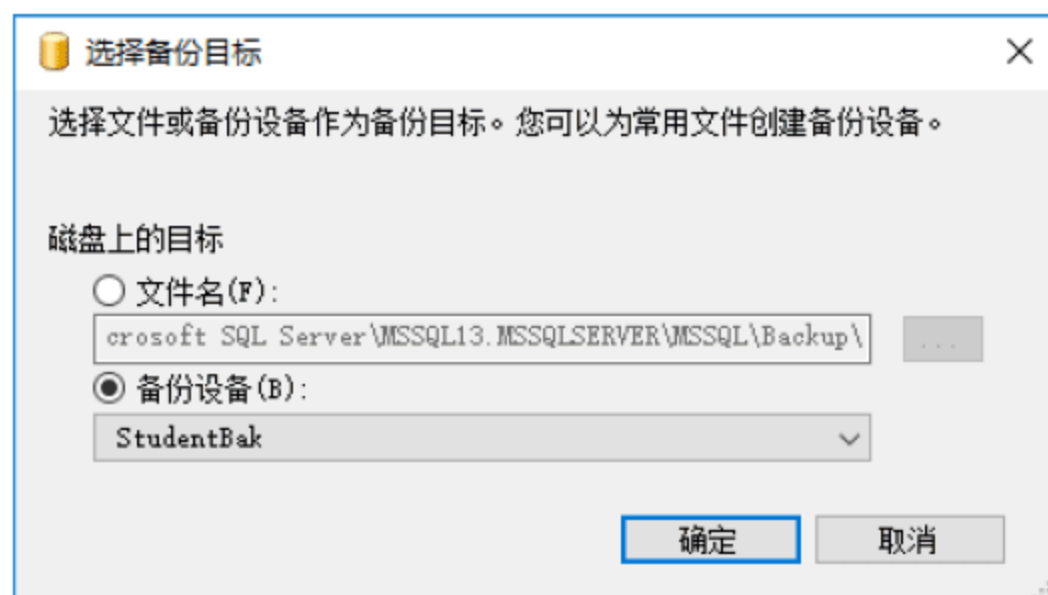 选择备份目标
选择文件或备份设备作为备份目标。您可以为常用文件创建备份设备。
磁盘上的目标
文件名(F):
crosoft SQL Server\MSSQL13.MSSQLSERVER\MSSQL\Backup\
...
备份设备(B):
StudentBak
确定 取消